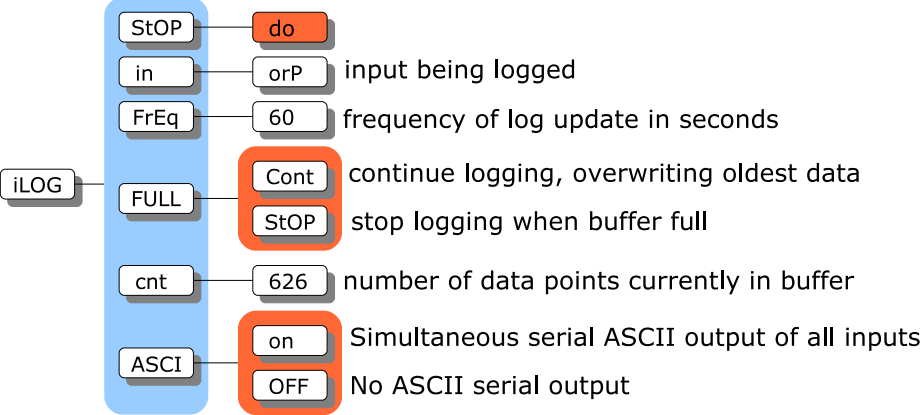 StOP do
in orP input being logged
FrEq 60 frequency of log update in seconds
iLOG
FULL
Cont continue logging, overwriting oldest data
StOP stop logging when buffer full
cnt 626 number of data points currently in buffer
ASCI
on Simultaneous serial ASCII output of all inputs
OFF No ASCII serial output